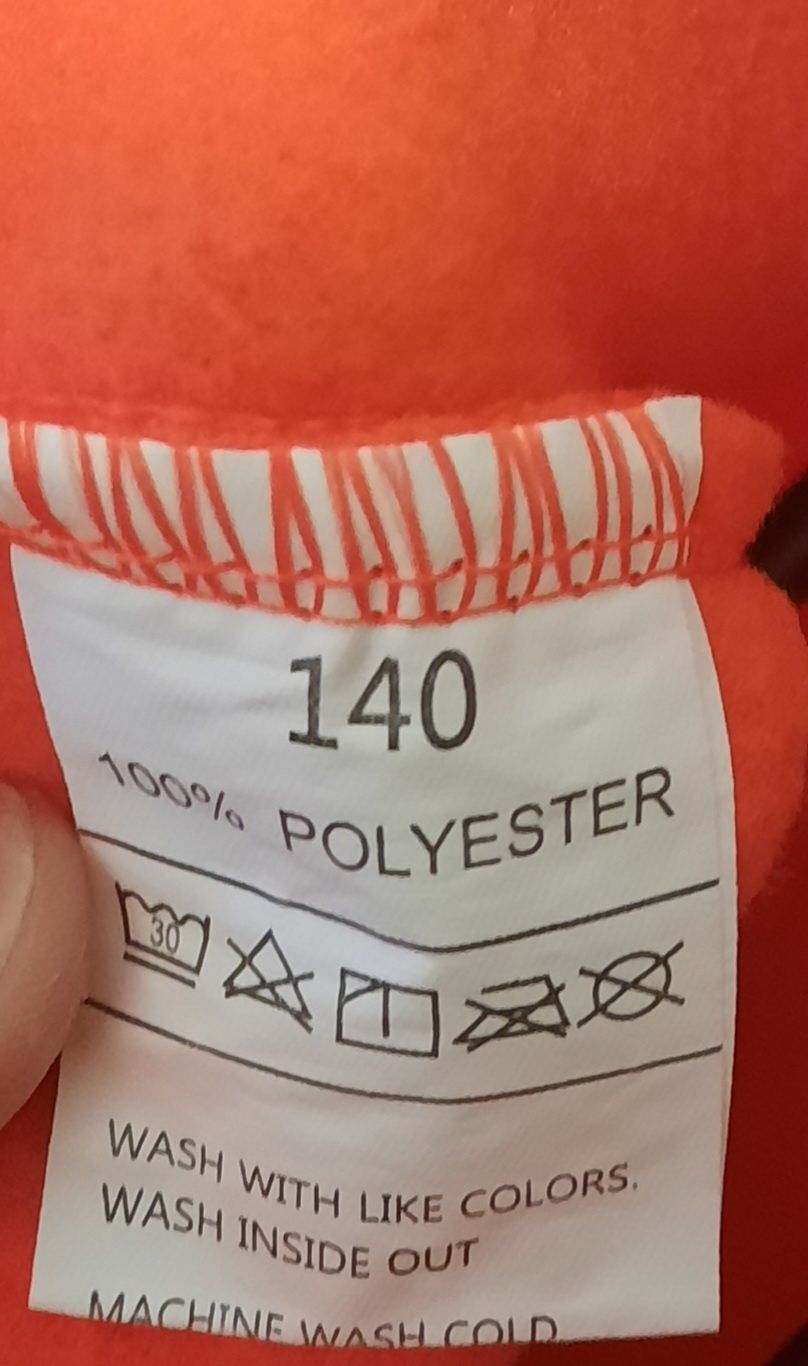 140
100% POLYESTER
30
WASH WITH LIKE COLORS.
WASH INSIDE OUT
MACHINE WASH COLD